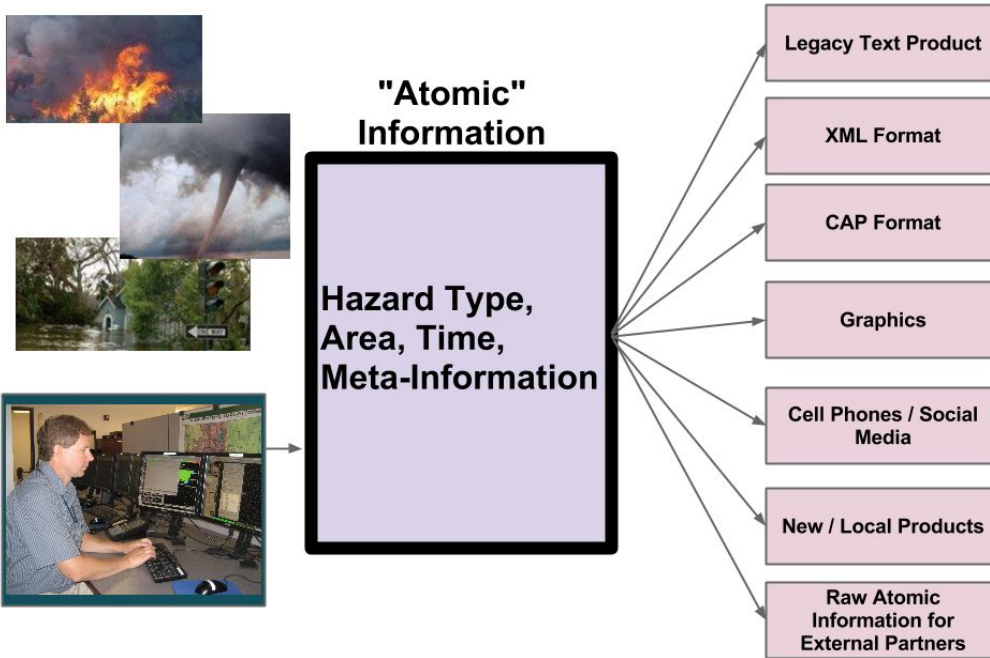 "Atomic"
Information
Hazard Type,
Area, Time,
Meta-Information
ONE WAY
Legacy Text Product
XML Format
CAP Format
Graphics
Cell Phones / Social
Media
New / Local Products
Raw Atomic
Information for
External Partners